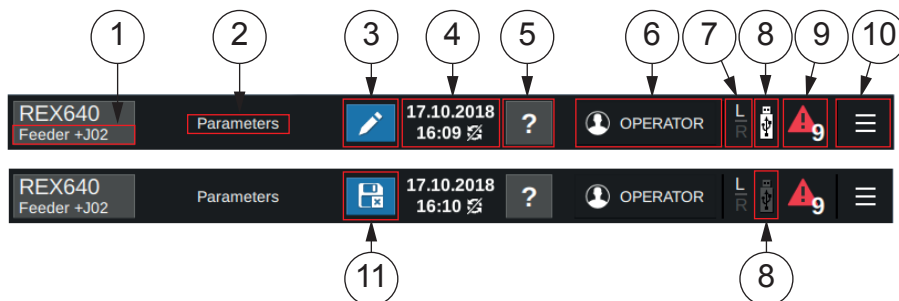 1 2 3 4 5 6 7 8 9 10
REX640
Feeder +J02
Parameters
17.10.2018
16:09
?
OPERATOR
L
R
9
REX640
Feeder +J02
Parameters
17.10.2018
16:10
?
OPERATOR
L
R
9
11 8